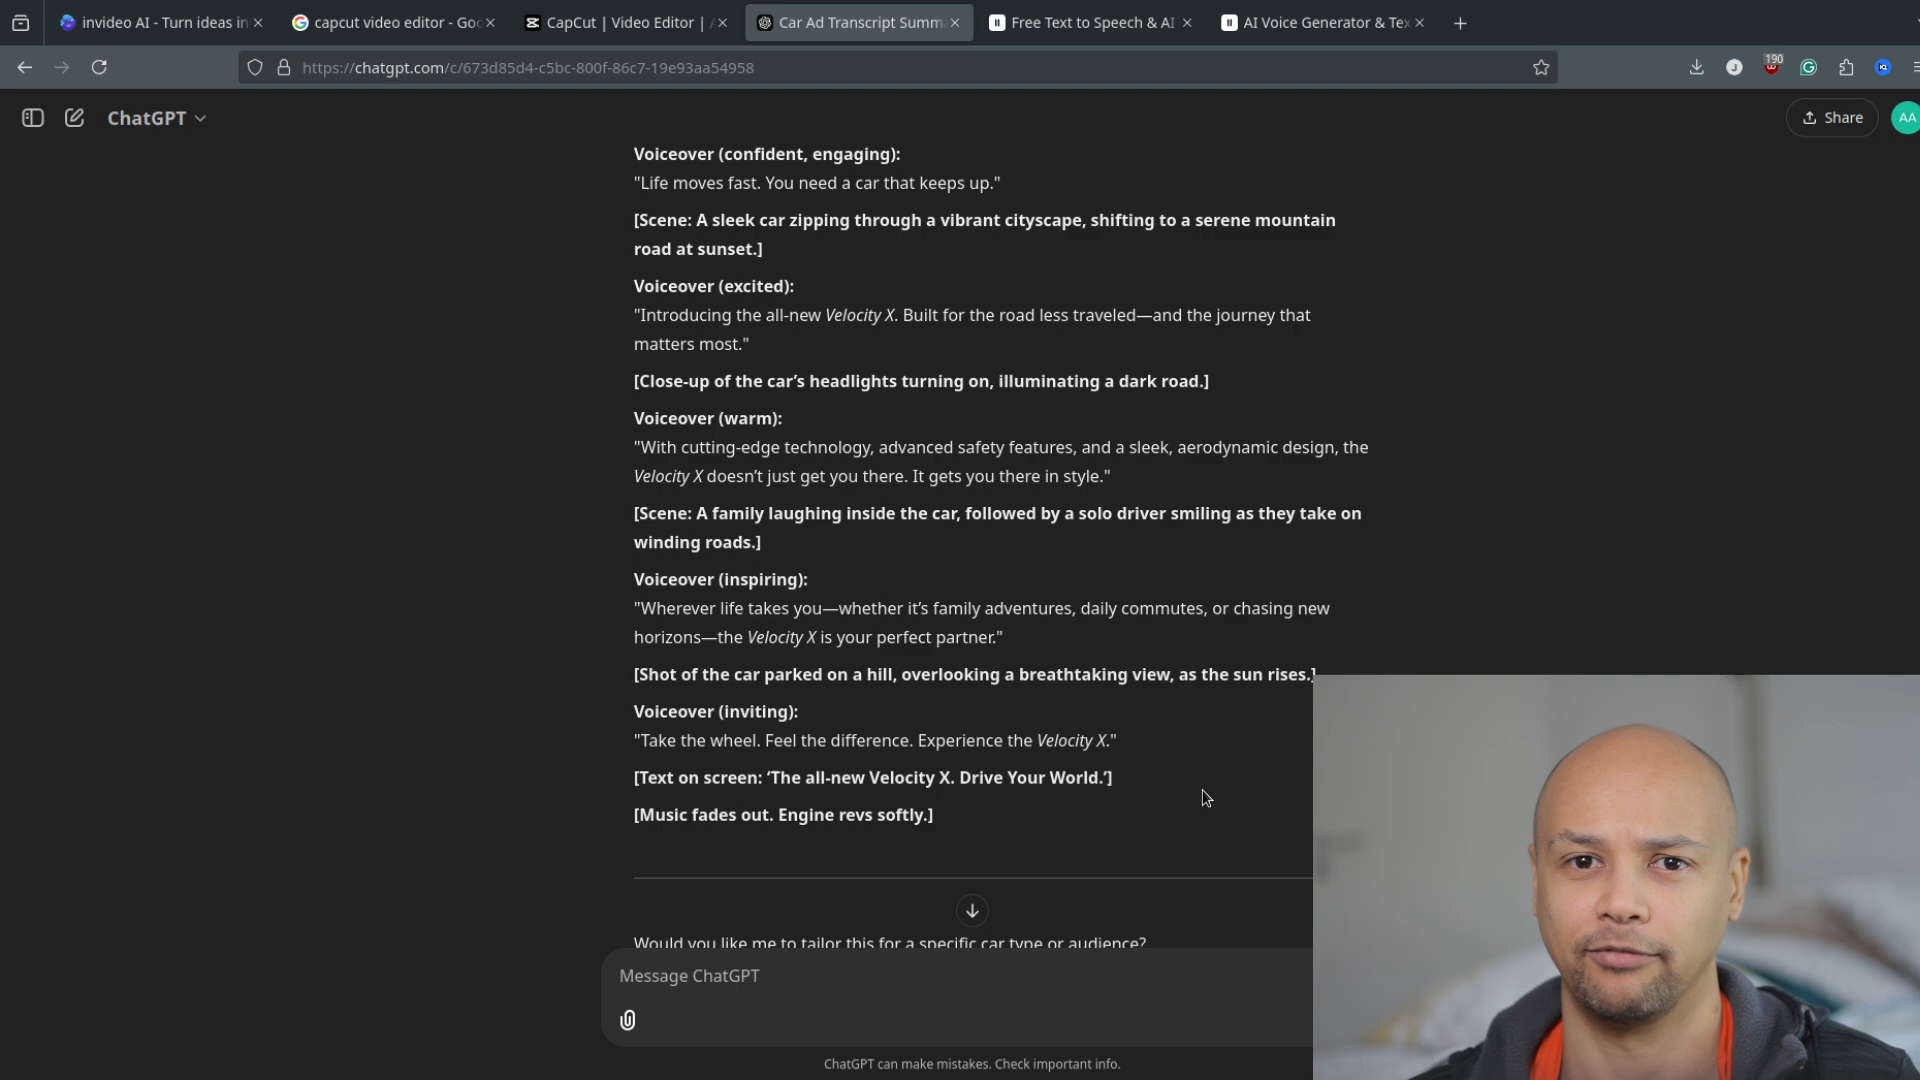 invideo AI - Turn ideas in
capcut video editor - Goo
CapCut | Video Editor | A
Car Ad Transcript Summ
Free Text to Speech & AI
AI Voice Generator & Tex
https://chatgpt.com/c/673d85d4-c5bc-800f-86c7-19e93aa54958
J
190
ChatGPT
Share
AA
Voiceover (confident, engaging):
"Life moves fast. You need a car that keeps up."
[Scene: A sleek car zipping through a vibrant cityscape, shifting to a serene mountain
road at sunset.]
Voiceover (excited):
"Introducing the all-new Velocity X. Built for the road less traveled—and the journey that
matters most."
[Close-up of the car’s headlights turning on, illuminating a dark road.]
Voiceover (warm):
"With cutting-edge technology, advanced safety features, and a sleek, aerodynamic design, the
Velocity X doesn’t just get you there. It gets you there in style."
[Scene: A family laughing inside the car, followed by a solo driver smiling as they take on
winding roads.]
Voiceover (inspiring):
"Wherever life takes you—whether it’s family adventures, daily commutes, or chasing new
horizons—the Velocity X is your perfect partner."
[Shot of the car parked on a hill, overlooking a breathtaking view, as the sun rises.]
Voiceover (inviting):
"Take the wheel. Feel the difference. Experience the Velocity X."
[Text on screen: ‘The all-new Velocity X. Drive Your World.’]
[Music fades out. Engine revs softly.]
Would you like me to tailor this for a specific car type or audience?
Message ChatGPT
ChatGPT can make mistakes. Check important info.